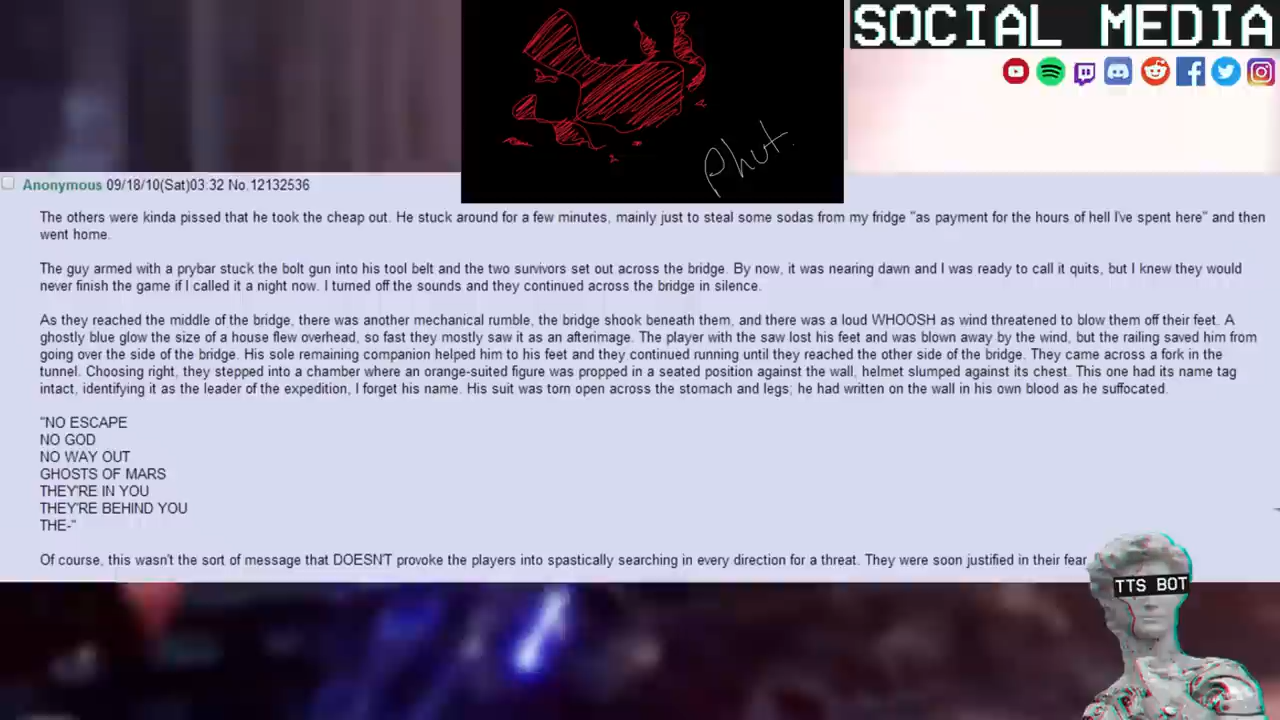 SOCIAL MEDIA
Phut.
Anonymous 09/18/10(Sat)03:32 No.12132536
The others were kinda pissed that he took the cheap out. He stuck around for a few minutes, mainly just to steal some sodas from my fridge "as payment for the hours of hell I've spent here" and then
went home.
The guy armed with a prybar stuck the bolt gun into his tool belt and the two survivors set out across the bridge. By now, it was nearing dawn and I was ready to call it quits, but I knew they would
never finish the game if I called it a night now. I turned off the sounds and they continued across the bridge in silence.
As they reached the middle of the bridge, there was another mechanical rumble, the bridge shook beneath them, and there was a loud WHOOSH as wind threatened to blow them off their feet. A
ghostly blue glow the size of a house flew overhead, so fast they mostly saw it as an afterimage. The player with the saw lost his feet and was blown away by the wind, but the railing saved him from
going over the side of the bridge. His sole remaining companion helped him to his feet and they continued running until they reached the other side of the bridge. They came across a fork in the
tunnel. Choosing right, they stepped into a chamber where an orange-suited figure was propped in a seated position against the wall, helmet slumped against its chest. This one had its name tag
intact, identifying it as the leader of the expedition, I forget his name. His suit was torn open across the stomach and legs; he had written on the wall in his own blood as he suffocated.
"NO ESCAPE
NO GOD
NO WAY OUT
GHOSTS OF MARS
THEY'RE IN YOU
THEY'RE BEHIND YOU
THE-"
Of course, this wasn't the sort of message that DOESN'T provoke the players into spastically searching in every direction for a threat. They were soon justified in their fear
TTS BOT